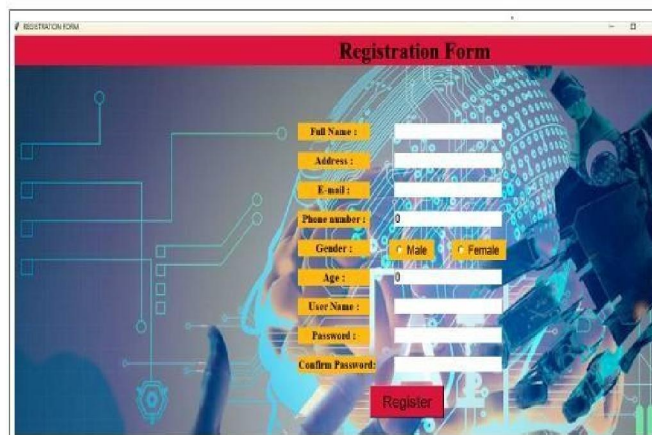 REGISTRATION FORM
Registration Form
Full Name :
Address :
E-mail :
Phone number : 0
Gender : Male Female
Age : 0
User Name :
Password :
Confirm Password:
Register